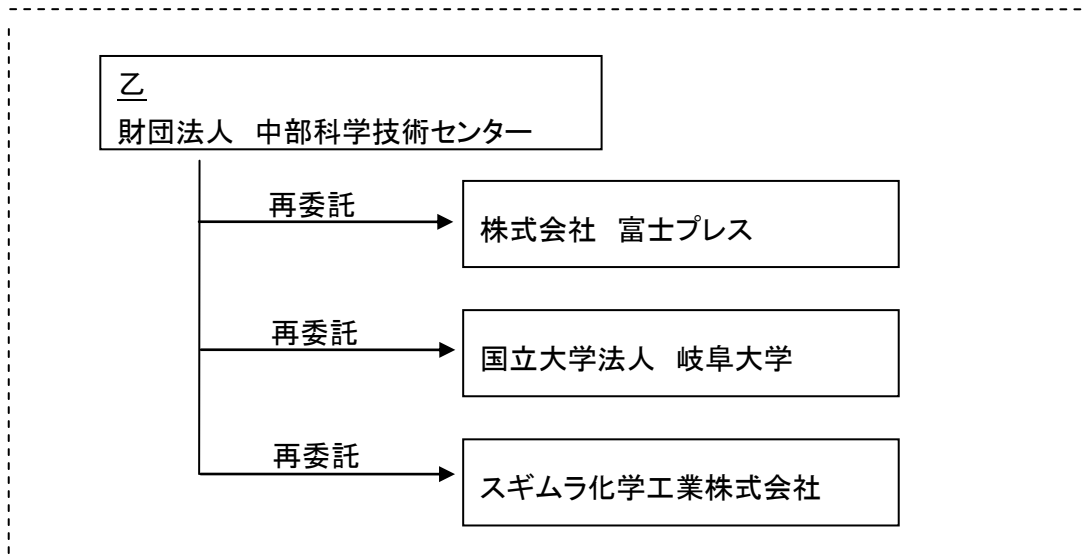 乙
財団法人　中部科学技術センター
再委託
株式会社　富士プレス
再委託
国立大学法人　岐阜大学
再委託
スギムラ化学工業株式会社